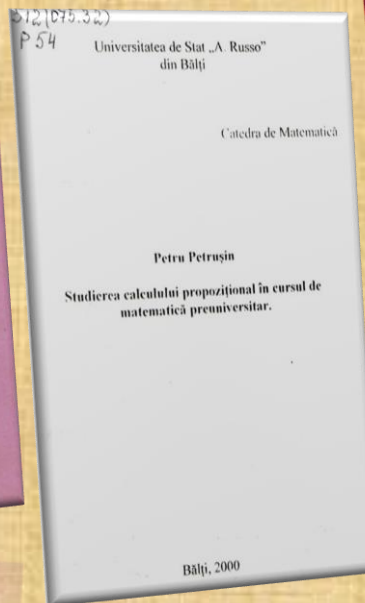 512(075.32)
P 54
Universitatea de Stat „A. Russo”
din Bălți
Catedra de Matematică
Petru Petrușin
Studierea calculului propozițional în cursul de
matematică preuniversitar.
Bălți, 2000